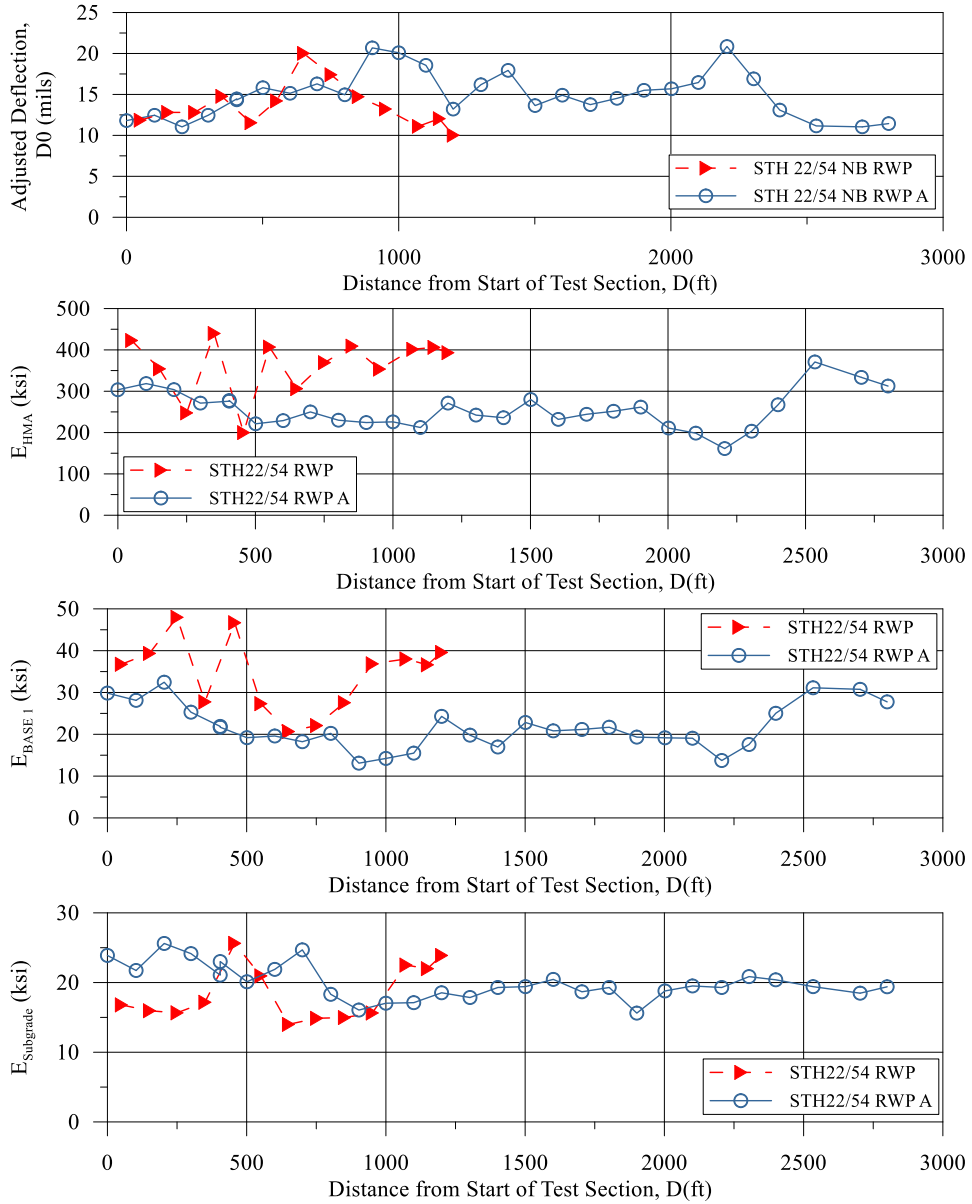 25
20
15
10
5
0
Adjusted Deflection,
D0 (mils)
STH 22/54 NB RWP
STH 22/54 NB RWP A
0 1000 2000 3000
Distance from Start of Test Section, D(ft)
500
400
300
200
100
0
E_HMA (ksi)
STH22/54 RWP
STH22/54 RWP A
0 500 1000 1500 2000 2500 3000
Distance from Start of Test Section, D(ft)
50
40
30
20
10
0
E_BASE 1 (ksi)
STH22/54 RWP
STH22/54 RWP A
0 500 1000 1500 2000 2500 3000
Distance from Start of Test Section, D(ft)
30
20
10
0
E_Subgrade (ksi)
STH22/54 RWP
STH22/54 RWP A
0 500 1000 1500 2000 2500 3000
Distance from Start of Test Section, D(ft)